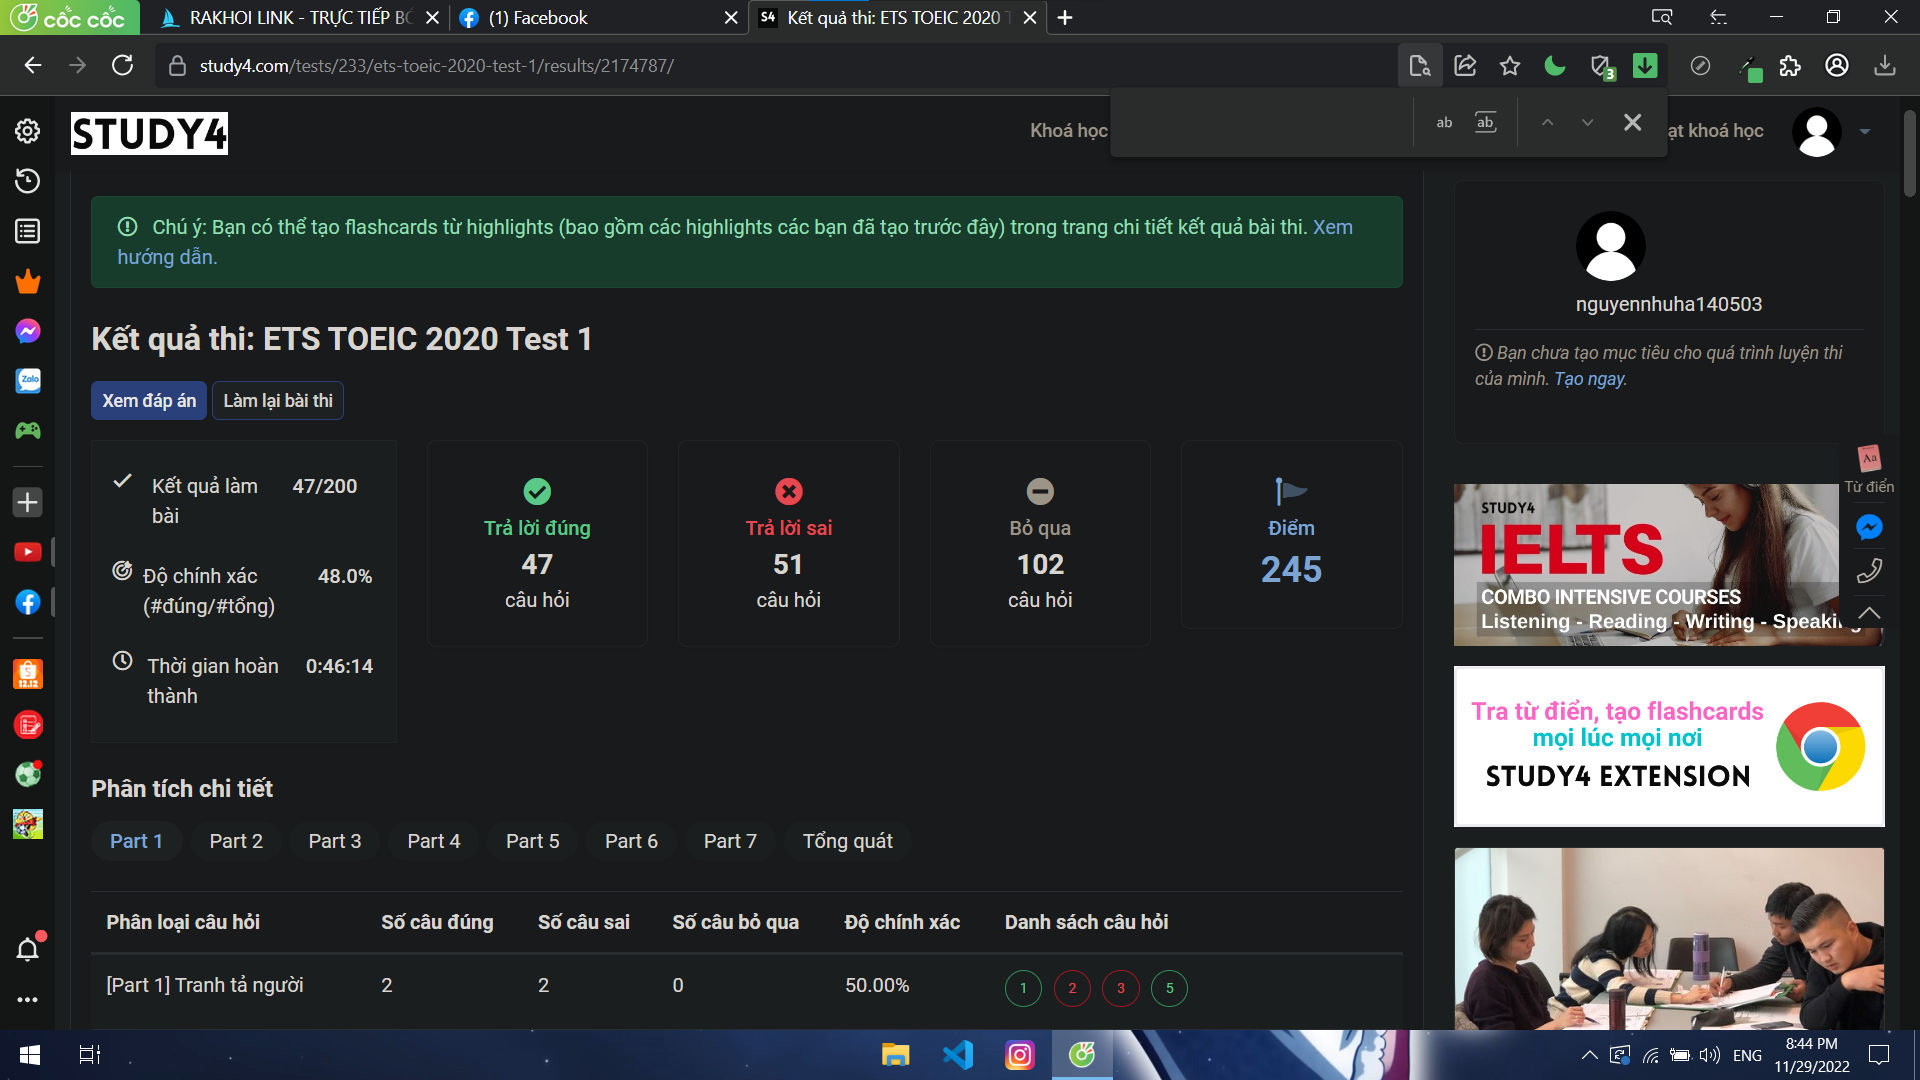 cốc cốc
RAKHOI LINK - TRỰC TIẾP BÓ
(1) Facebook
S4 Kết quả thi: ETS TOEIC 2020 T
study4.com/tests/233/ets-toeic-2020-test-1/results/2174787/
3
STUDY4
Khoá học
ab
ab
ạt khoá học
Chú ý: Bạn có thể tạo flashcards từ highlights (bao gồm các highlights các bạn đã tạo trước đây) trong trang chi tiết kết quả bài thi. Xem
hướng dẫn.
nguyennhuha140503
Bạn chưa tạo mục tiêu cho quá trình luyện thi
của mình. Tạo ngay.
Kết quả thi: ETS TOEIC 2020 Test 1
Xem đáp án
Làm lại bài thi
Kết quả làm
bài
47/200
Độ chính xác
(#đúng/#tổng)
48.0%
Thời gian hoàn
thành
0:46:14
Trả lời đúng
47
câu hỏi
Trả lời sai
51
câu hỏi
Bỏ qua
102
câu hỏi
Điểm
245
Aa
Từ điển
STUDY4
IELTS
COMBO INTENSIVE COURSES
Listening - Reading - Writing - Speaking
Tra từ điển, tạo flashcards
mọi lúc mọi nơi
STUDY4 EXTENSION
Zalo
12.12
Phân tích chi tiết
Part 1
Part 2
Part 3
Part 4
Part 5
Part 6
Part 7
Tổng quát
Phân loại câu hỏi
Số câu đúng
Số câu sai
Số câu bỏ qua
Độ chính xác
Danh sách câu hỏi
[Part 1] Tranh tả người
2
2
0
50.00%
1
2
3
5
ENG
8:44 PM
11/29/2022